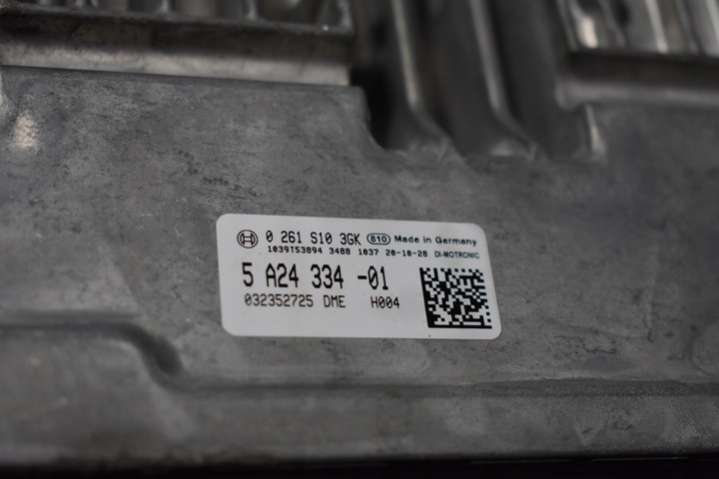 0 261 S10 3GK 610 Made in Germany
1039153894 3488 1037 20-10-28 DI-MOTRONIC
5 A24 334 -01
032352725 DME H004